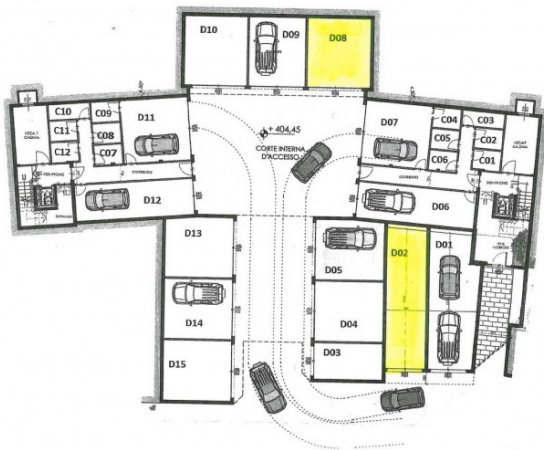 D10
D09
D08
C10
C09
D11
C11
C08
C12
C07
+ 404,45
CORTE INTERNA
D'ACCESSO
D07
C04
C03
C05
C02
C06
C01
D12
D06
D13
D02
D01
D05
D14
D04
D03
D15